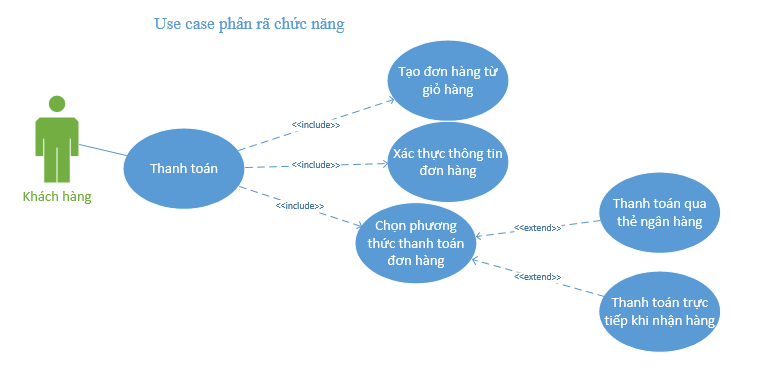 Use case phân rã chức năng
Tạo đơn hàng từ
giỏ hàng
<<include>>
Xác thực thông tin
đơn hàng
Thanh toán
<<include>>
Khách hàng
<<include>>
Chọn phương
thức thanh toán
đơn hàng
Thanh toán qua
thẻ ngân hàng
<<extend>>
<<extend>>
Thanh toán trực
tiếp khi nhận hàng